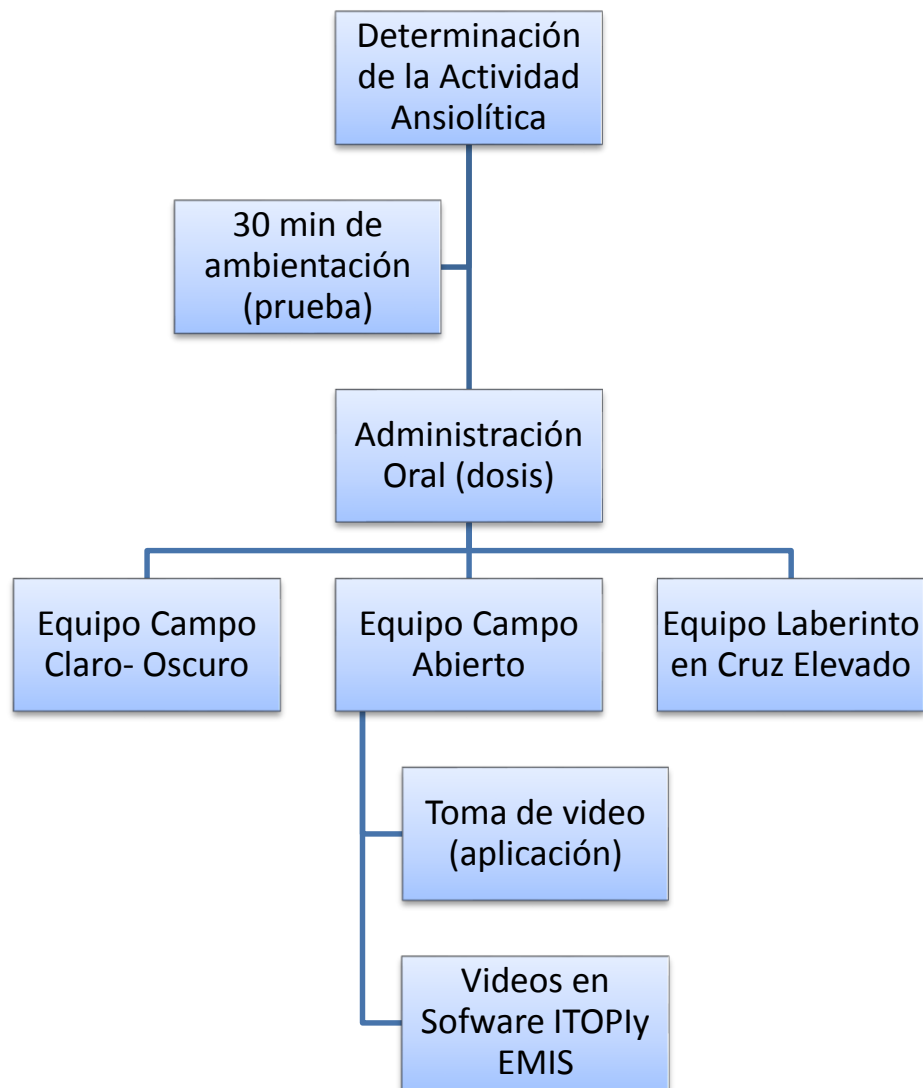 Determinación
de la Actividad
Ansiolítica
30 min de
ambientación
(prueba)
Administración
Oral (dosis)
Equipo Campo
Claro- Oscuro
Equipo Campo
Abierto
Equipo Laberinto
en Cruz Elevado
Toma de video
(aplicación)
Videos en
Sofware ITOPIy
EMIS